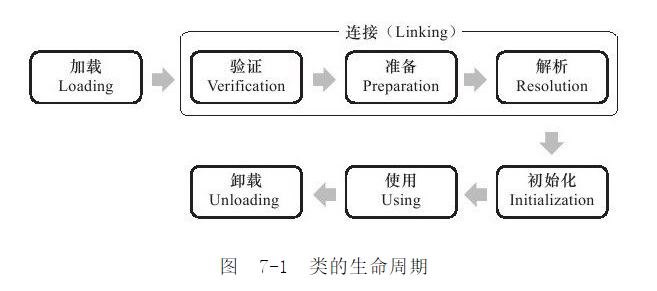 连接（Linking）
加载
Loading
验证
Verification
准备
Preparation
解析
Resolution
初始化
Initialization
使用
Using
卸载
Unloading
图 7-1 类的生命周期